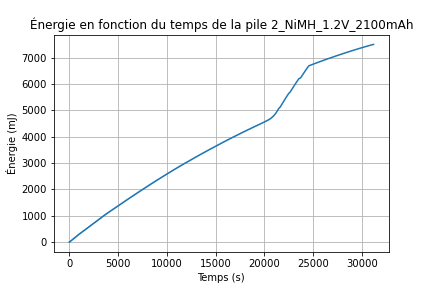 Énergie en fonction du temps de la pile 2_NiMH_1.2V_2100mAh
Énergie (mJ)
7000
6000
5000
4000
3000
2000
1000
0
0 5000 10000 15000 20000 25000 30000
Temps (s)